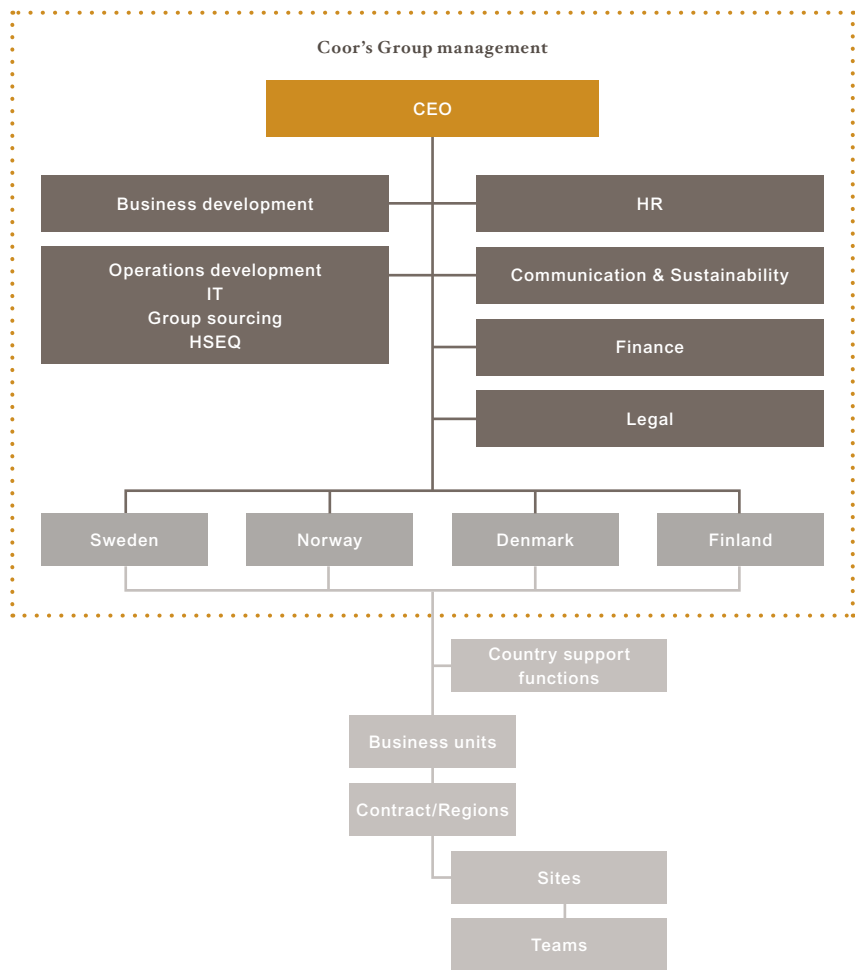 Coor's Group management
CEO
Business development
HR
Operations development
IT
Group sourcing
HSEQ
Communication & Sustainability
Finance
Legal
Sweden
Norway
Denmark
Finland
Country support
functions
Business units
Contract/Regions
Sites
Teams